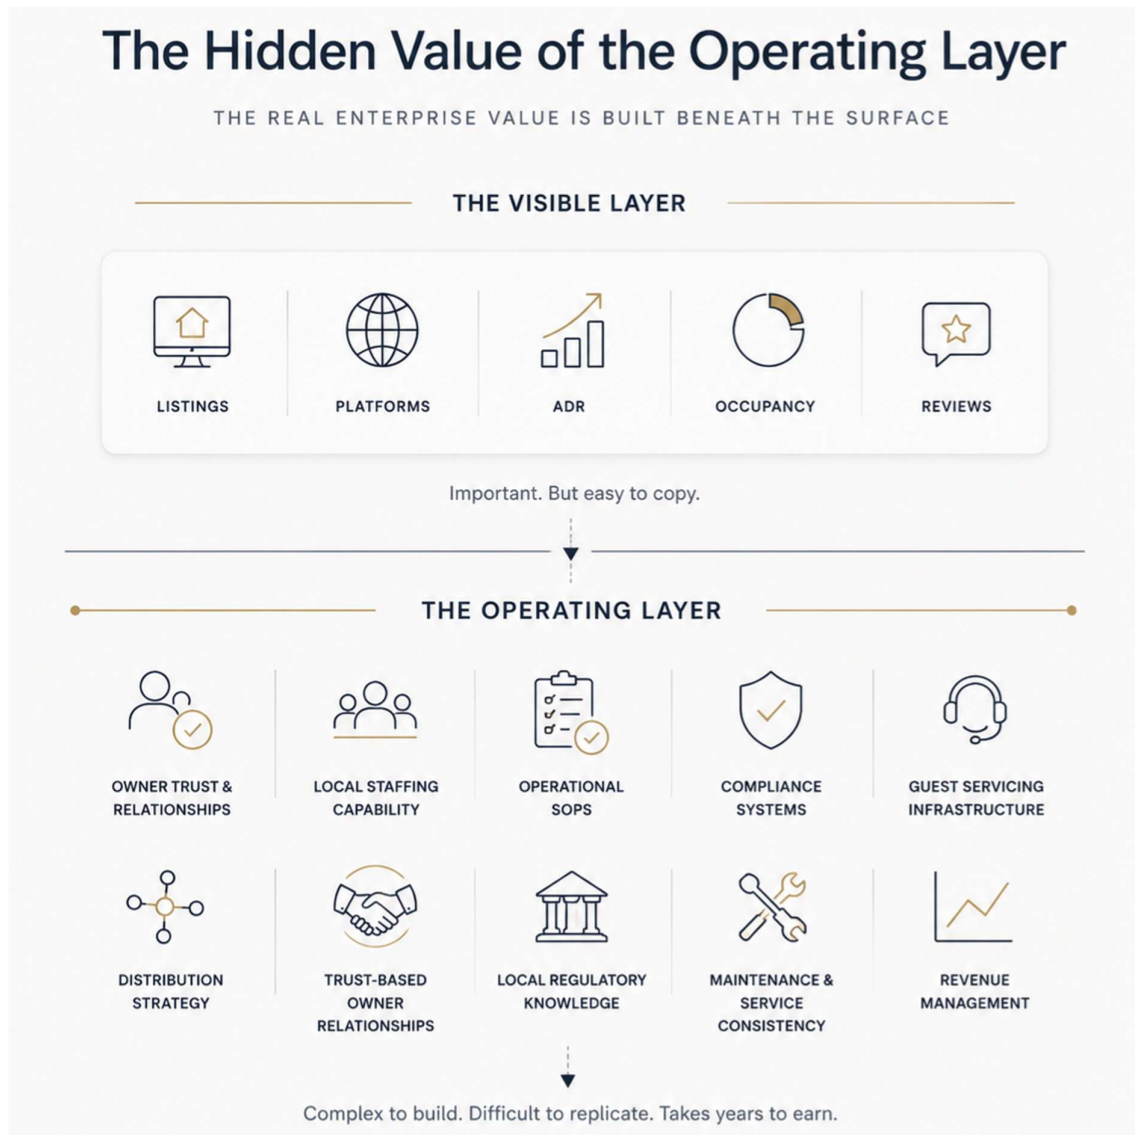 The Hidden Value of the Operating Layer
THE REAL ENTERPRISE VALUE IS BUILT BENEATH THE SURFACE
THE VISIBLE LAYER
LISTINGS
PLATFORMS
ADR
OCCUPANCY
REVIEWS
Important. But easy to copy.
THE OPERATING LAYER
OWNER TRUST &
RELATIONSHIPS
LOCAL STAFFING
CAPABILITY
OPERATIONAL
SOPS
COMPLIANCE
SYSTEMS
GUEST SERVICING
INFRASTRUCTURE
DISTRIBUTION
STRATEGY
TRUST-BASED
OWNER
RELATIONSHIPS
LOCAL REGULATORY
KNOWLEDGE
MAINTENANCE &
SERVICE
CONSISTENCY
REVENUE
MANAGEMENT
Complex to build. Difficult to replicate. Takes years to earn.